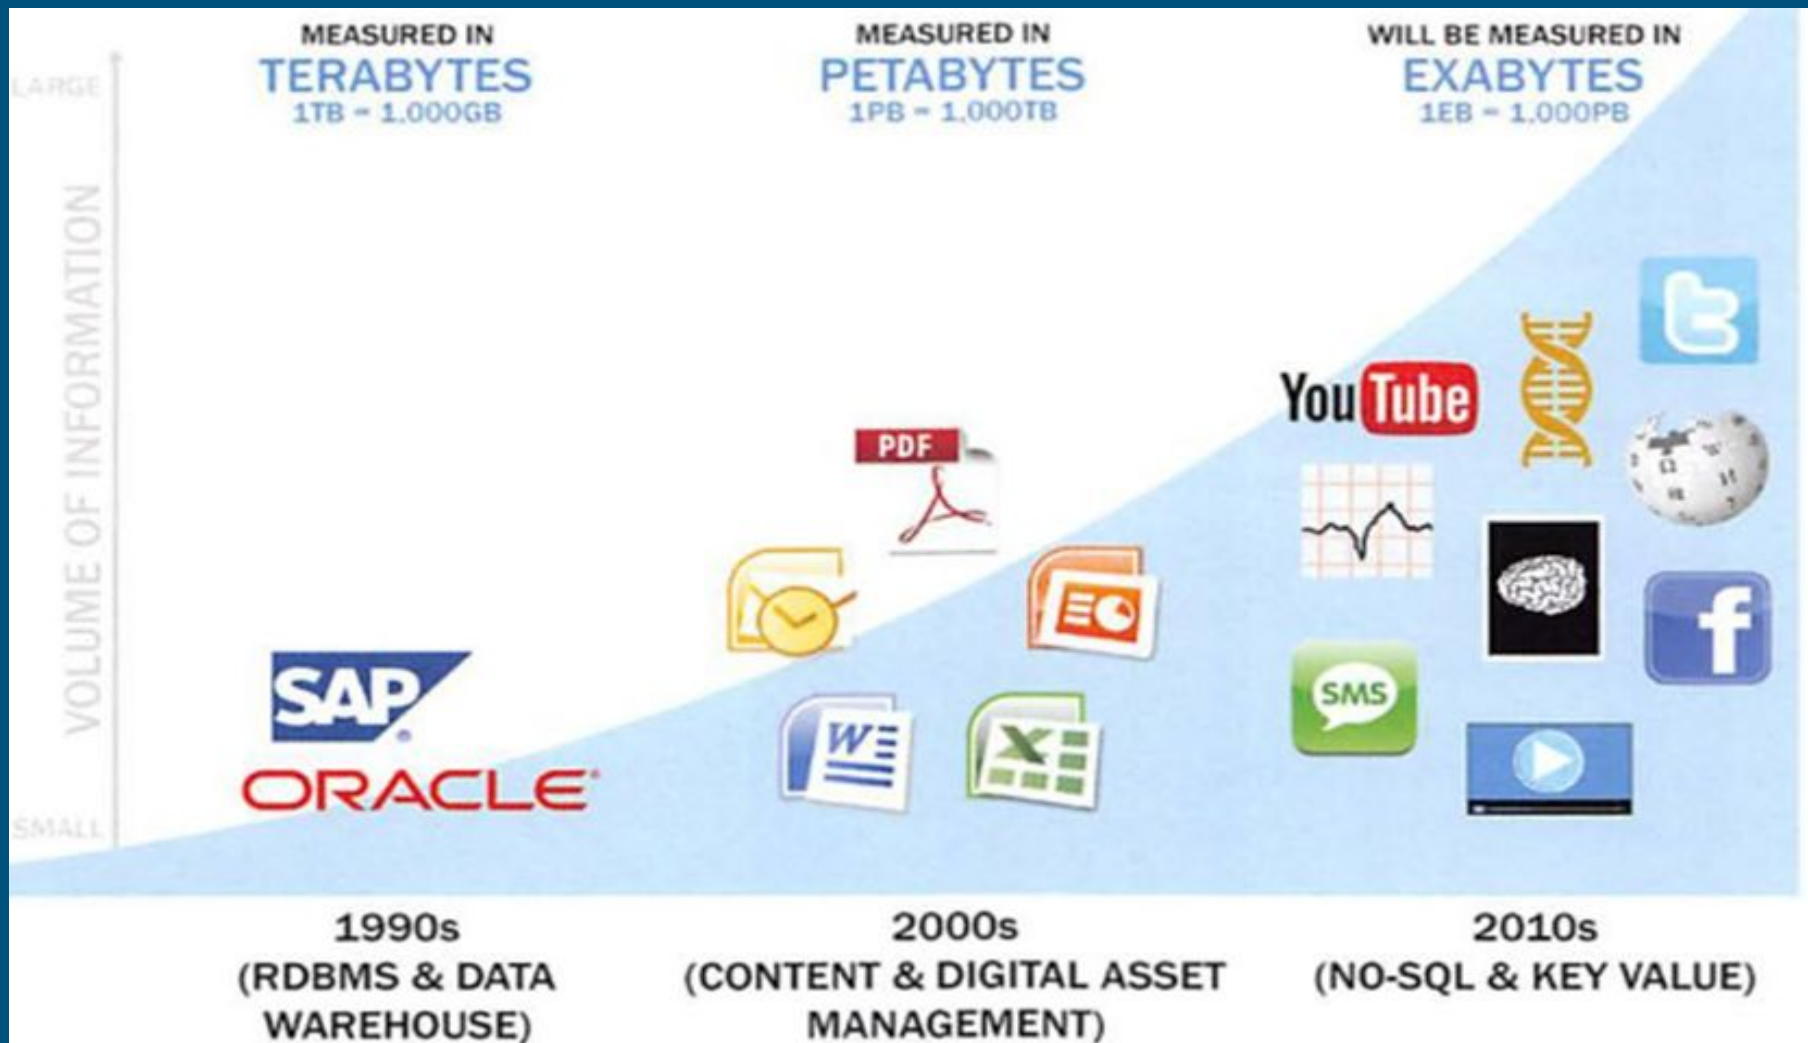 MEASURED IN
TERABYTES
1TB = 1,000GB
MEASURED IN
PETABYTES
1PB = 1,000TB
WILL BE MEASURED IN
EXABYTES
1EB = 1,000PB
LARGE
VOLUME OF INFORMATION
SMALL
SAP®
ORACLE®
PDF
W
X
YouTube
t
SMS
f
Ω
W
1990s
(RDBMS & DATA
WAREHOUSE)
2000s
(CONTENT & DIGITAL ASSET
MANAGEMENT)
2010s
(NO-SQL & KEY VALUE)